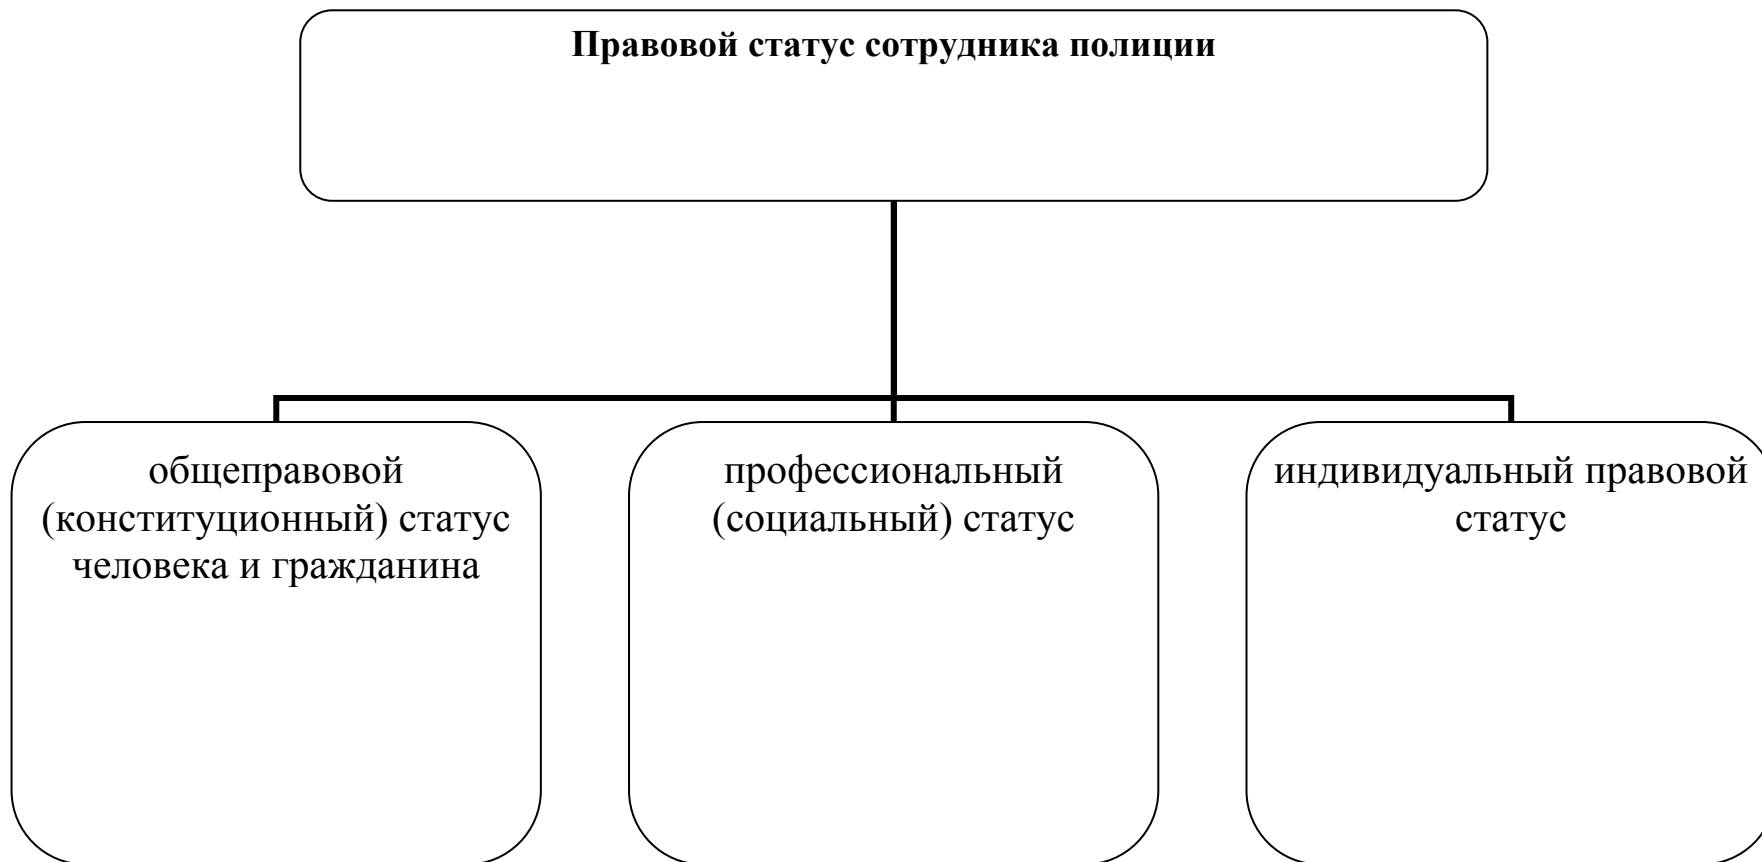 Правовой статус сотрудника полиции
общеправовой
(конституционный) статус
человека и гражданина
профессиональный
(социальный) статус
индивидуальный правовой
статус